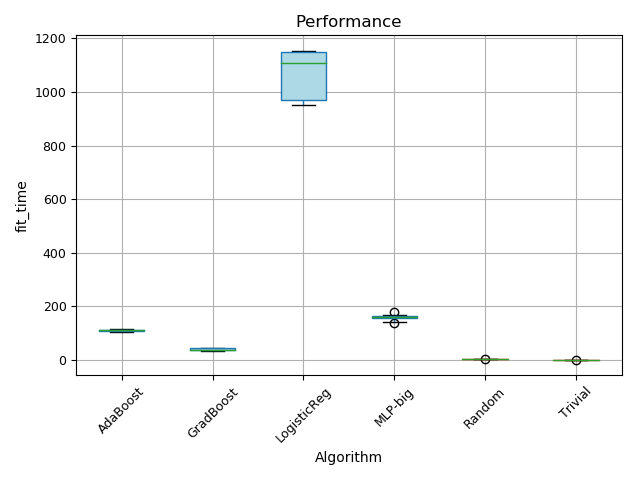 Performance
1200
1000
800
600
400
200
0
fit_time
AdaBoost
GradBoost
LogisticReg
MLP-big
Random
Trivial
Algorithm